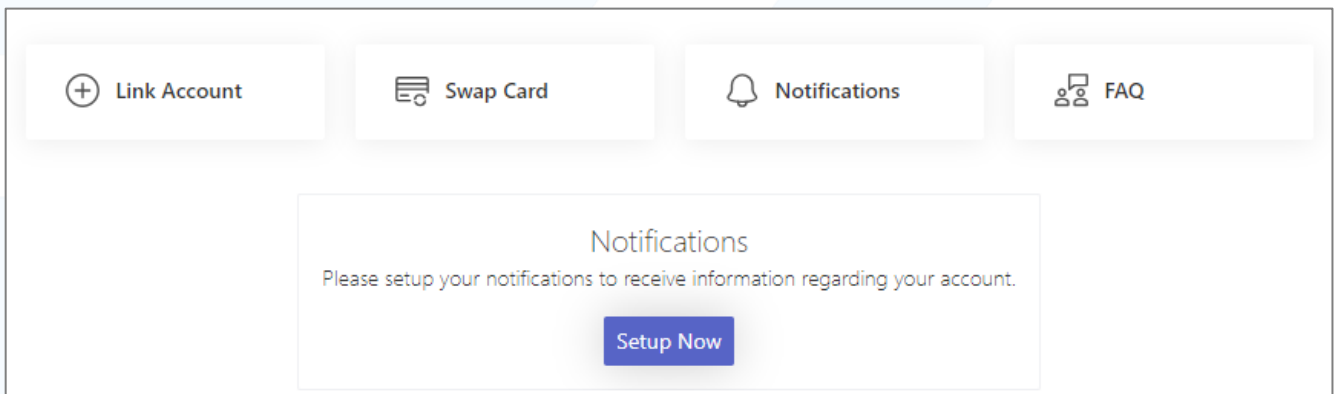 Link Account
Swap Card
Notifications
FAQ
Notifications
Please setup your notifications to receive information regarding your account.
Setup Now